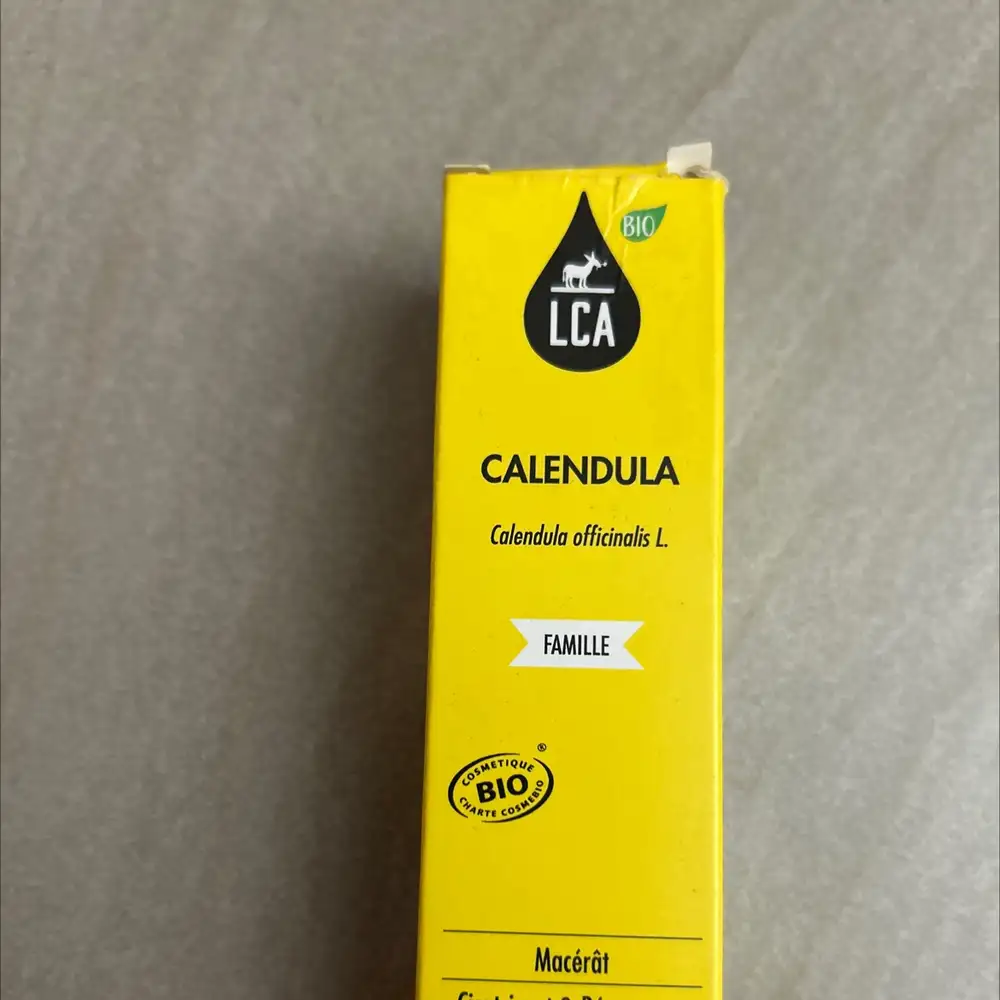 BIO
LCA
CALENDULA
Calendula officinalis L.
FAMILLE
®
COSMETIQUE
BIO
CHARTE COSMEBIO
Macérât